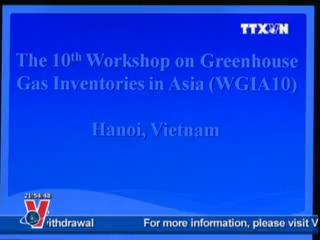 TTXVN
The 10th Workshop on Greenhouse
Gas Inventories in Asia (WGIA10)
Hanoi, Vietnam
21:54:48
V
withdrawal For more information, please visit V